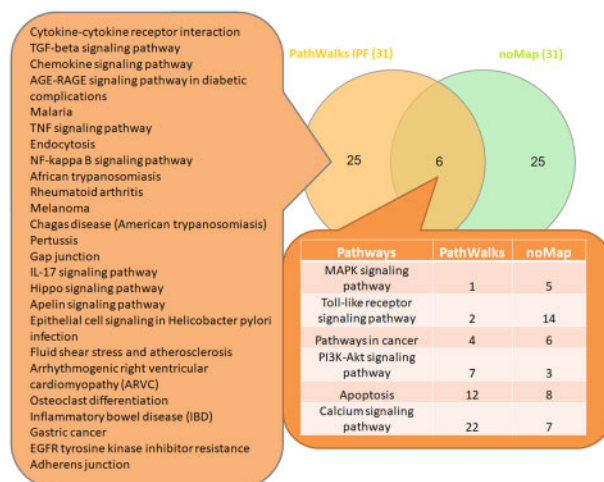 Cytokine-cytokine receptor interaction
TGF-beta signaling pathway
Chemokine signaling pathway
AGE-RAGE signaling pathway in diabetic
complications
Malaria
TNF signaling pathway
Endocytosis
NF-kappa B signaling pathway
African trypanosomiasis
Rheumatoid arthritis
Melanoma
Chagas disease (American trypanosomiasis)
Pertussis
Gap junction
IL-17 signaling pathway
Hippo signaling pathway
Apelin signaling pathway
Epithelial cell signaling in Helicobacter pylori
infection
Fluid shear stress and atherosclerosis
Arrhythmogenic right ventricular
cardiomyopathy (ARVC)
Osteoclast differentiation
Inflammatory bowel disease (IBD)
Gastric cancer
EGFR tyrosine kinase inhibitor resistance
Adherens junction
PathWalks IPF (31) noMap (31)
25 6 25
Pathways PathWalks noMap
MAPK signaling
pathway 1 5
Toll-like receptor
signaling pathway 2 14
Pathways in cancer 4 6
PI3K-Akt signaling
pathway 7 3
Apoptosis 12 8
Calcium signaling
pathway 22 7